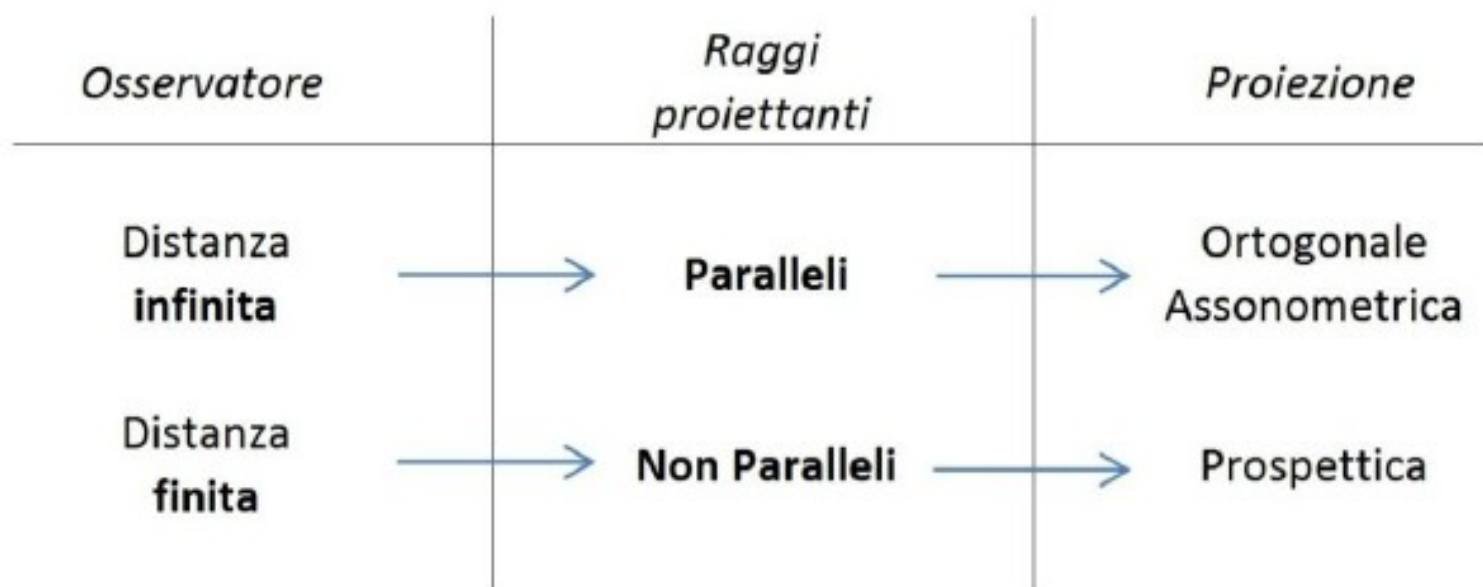 Osservatore
Raggi
proiettanti
Proiezione
Distanza
infinita
Paralleli
Ortogonale
Assonometrica
Distanza
finita
Non Paralleli
Prospettica